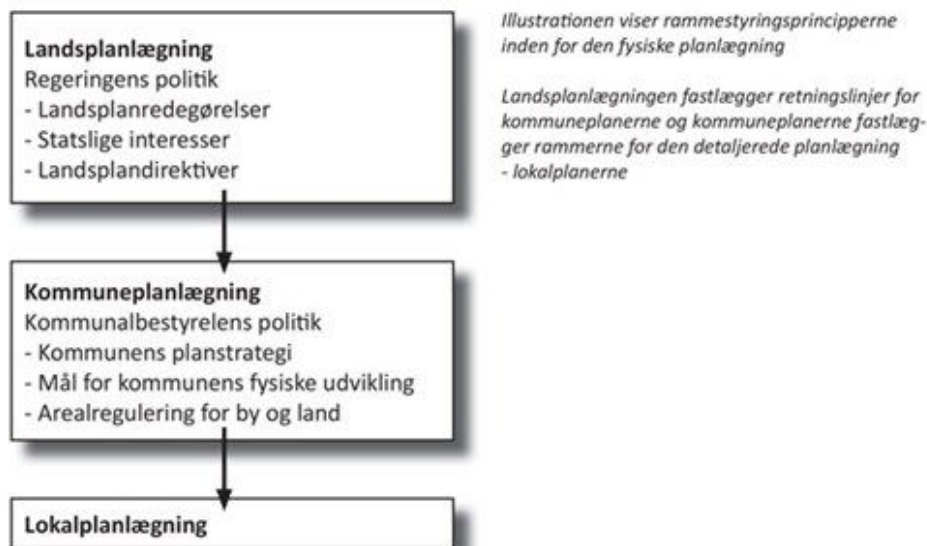 Landsplanlægning
Regeringens politik
- Landsplanredegørelser
- Statslige interesser
- Landsplandirektiver
Illustrationen viser rammestyringsprincipperne
inden for den fysiske planlægning
Landsplanlægningen fastlægger retningslinjer for
kommuneplanerne og kommuneplanerne fastlæg-
ger rammerne for den detaljerede planlægning
- lokalplanerne
Kommuneplanlægning
Kommunalbestyrelens politik
- Kommunens planstrategi
- Mål for kommunens fysiske udvikling
- Arealregulering for by og land
Lokalplanlægning